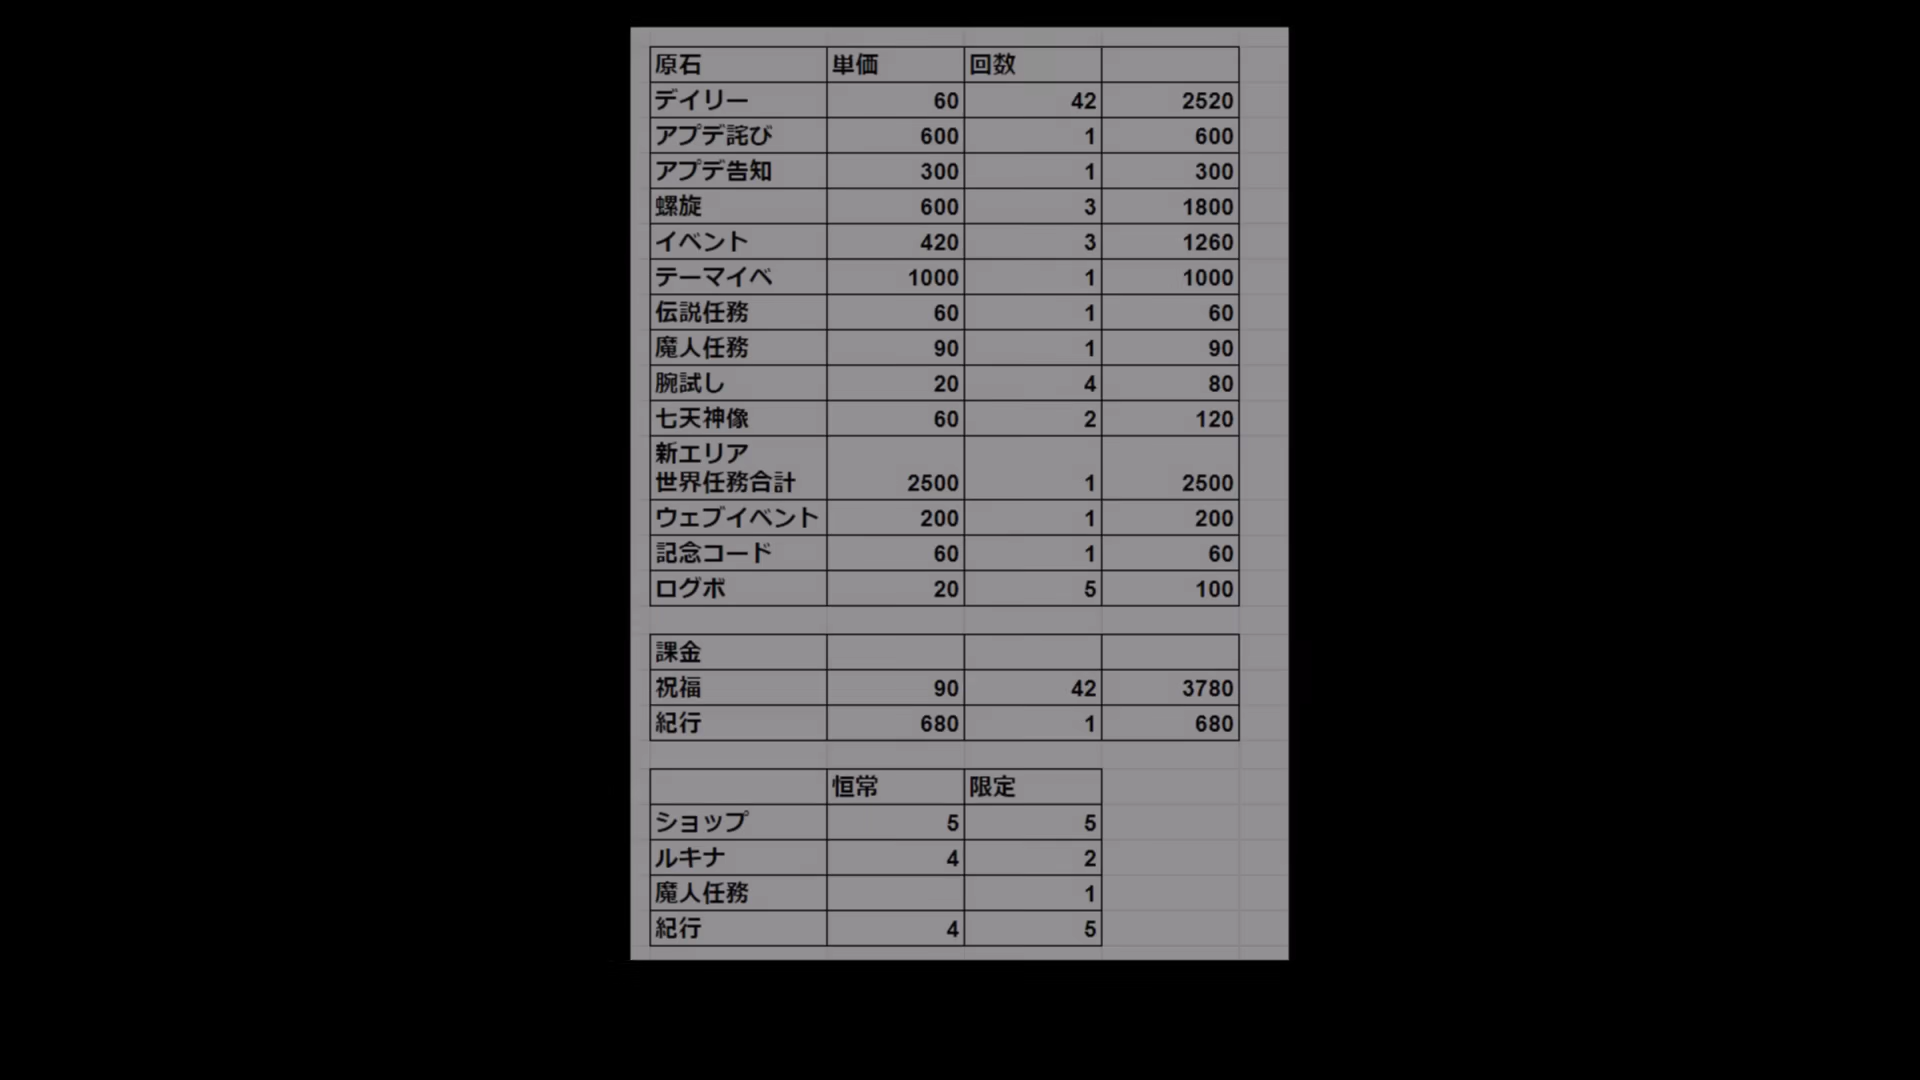 原石 単価 回数
デイリー 60 42 2520
アプデ詫び 600 1 600
アプデ告知 300 1 300
螺旋 600 3 1800
イベント 420 3 1260
テーマイベ 1000 1 1000
伝説任務 60 1 60
魔人任務 90 1 90
腕試し 20 4 80
七天神像 60 2 120
新エリア
世界任務合計 2500 1 2500
ウェブイベント 200 1 200
記念コード 60 1 60
ログボ 20 5 100
課金
祝福 90 42 3780
紀行 680 1 680
恒常 限定
ショップ 5 5
ルキナ 4 2
魔人任務 1
紀行 4 5